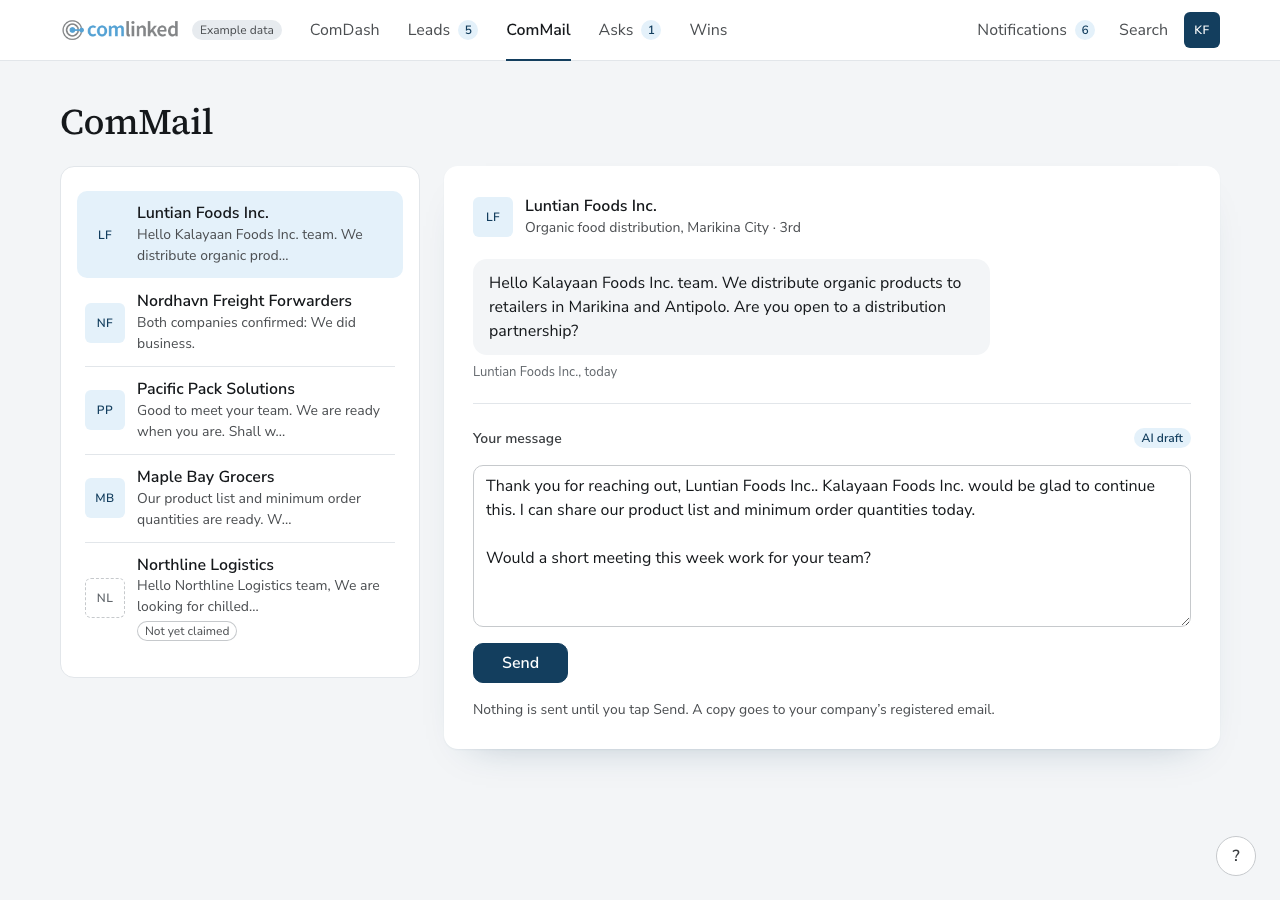 comlinked
Example data
ComDash
Leads 5
ComMail
Asks 1
Wins
Notifications 6
Search
KF
ComMail
LF
Luntian Foods Inc.
Hello Kalayaan Foods Inc. team. We
distribute organic prod...
NF
Nordhavn Freight Forwarders
Both companies confirmed: We did
business.
PP
Pacific Pack Solutions
Good to meet your team. We are ready
when you are. Shall w...
MB
Maple Bay Grocers
Our product list and minimum order
quantities are ready. W...
NL
Northline Logistics
Hello Northline Logistics team, We are
looking for chilled...
Not yet claimed
LF
Luntian Foods Inc.
Organic food distribution, Marikina City · 3rd
Hello Kalayaan Foods Inc. team. We distribute organic products to
retailers in Marikina and Antipolo. Are you open to a distribution
partnership?
Luntian Foods Inc., today
Your message
AI draft
Thank you for reaching out, Luntian Foods Inc.. Kalayaan Foods Inc. would be glad to continue
this. I can share our product list and minimum order quantities today.
Would a short meeting this week work for your team?
Send
Nothing is sent until you tap Send. A copy goes to your company’s registered email.
?